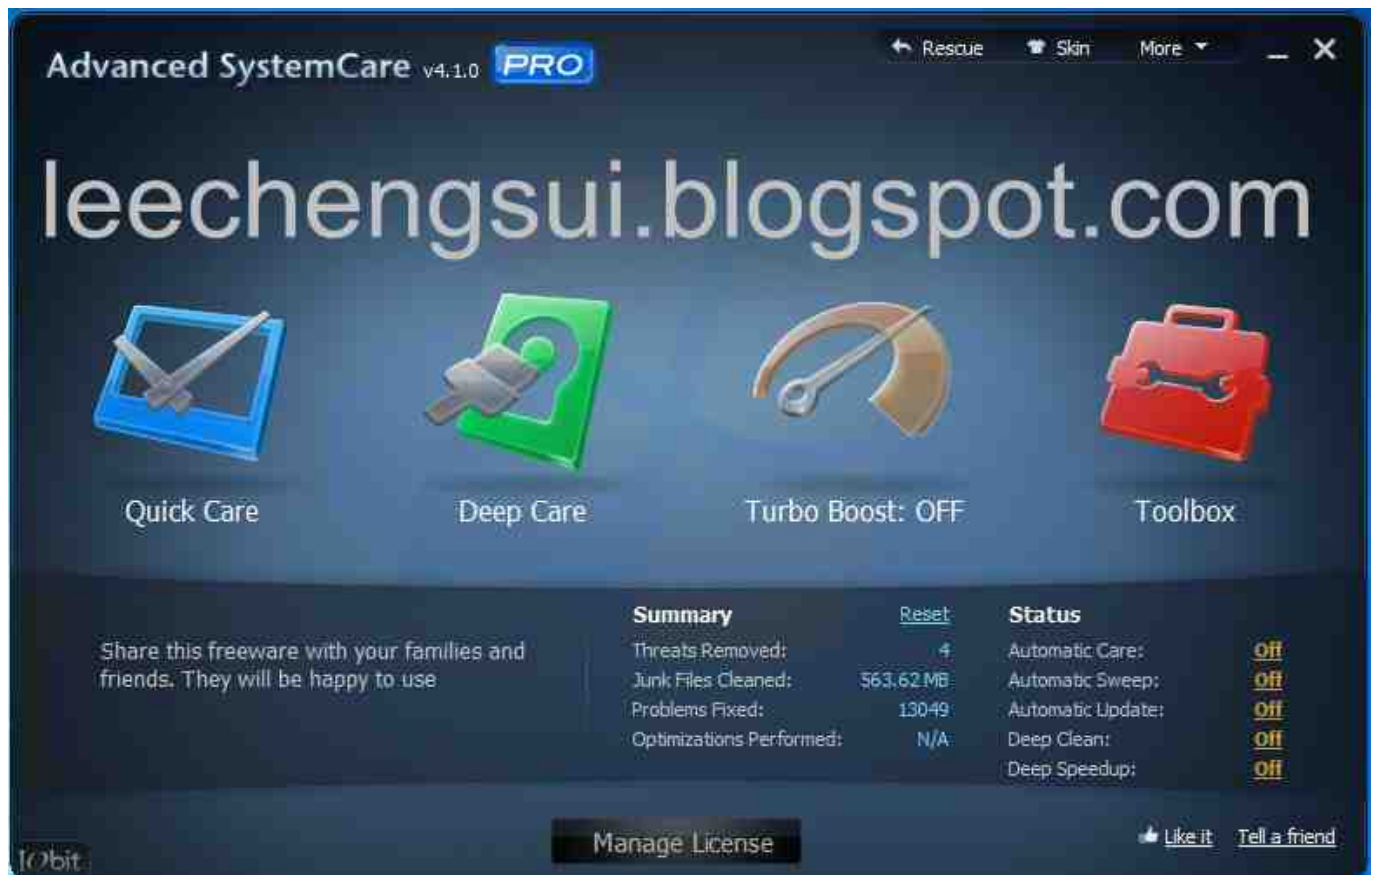 Advanced SystemCare v4.1.0 PRO
Rescue Skin More
leechengsui.blogspot.com
Quick Care Deep Care Turbo Boost: OFF Toolbox
Share this freeware with your families and
friends. They will be happy to use
Summary Reset
Threats Removed: 4
Junk Files Cleaned: 563.62 MB
Problems Fixed: 13049
Optimizations Performed: N/A
Status
Automatic Care: Off
Automatic Sweep: Off
Automatic Update: Off
Deep Clean: Off
Deep Speedup: Off
Manage License
Like it Tell a friend
IObit